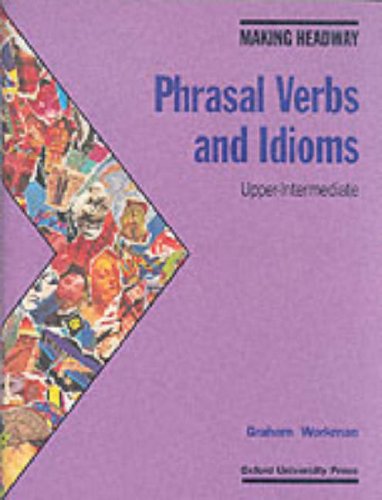 MAKING HEADWAY
Phrasal Verbs
and Idioms
Upper-Intermediate
Graham Workman
Oxford University Press